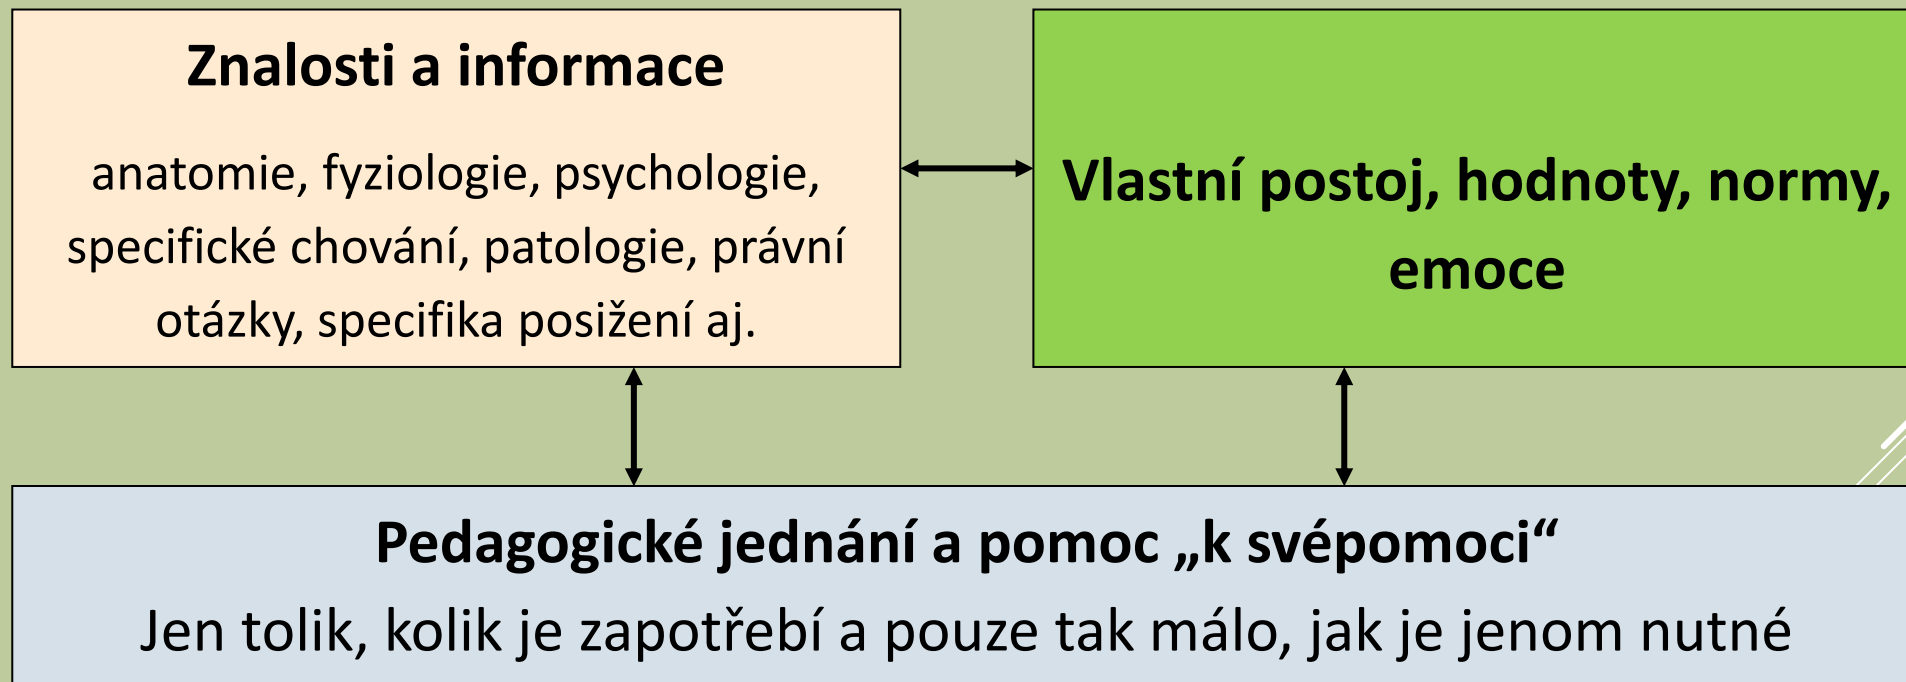 Znalosti a informace
anatomie, fyziologie, psychologie,
specifické chování, patologie, právní
otázky, specifika posižení aj.
Vlastní postoj, hodnoty, normy,
emoce
Pedagogické jednání a pomoc „k svépomoci“
Jen tolik, kolik je zapotřebí a pouze tak málo, jak je jenom nutné